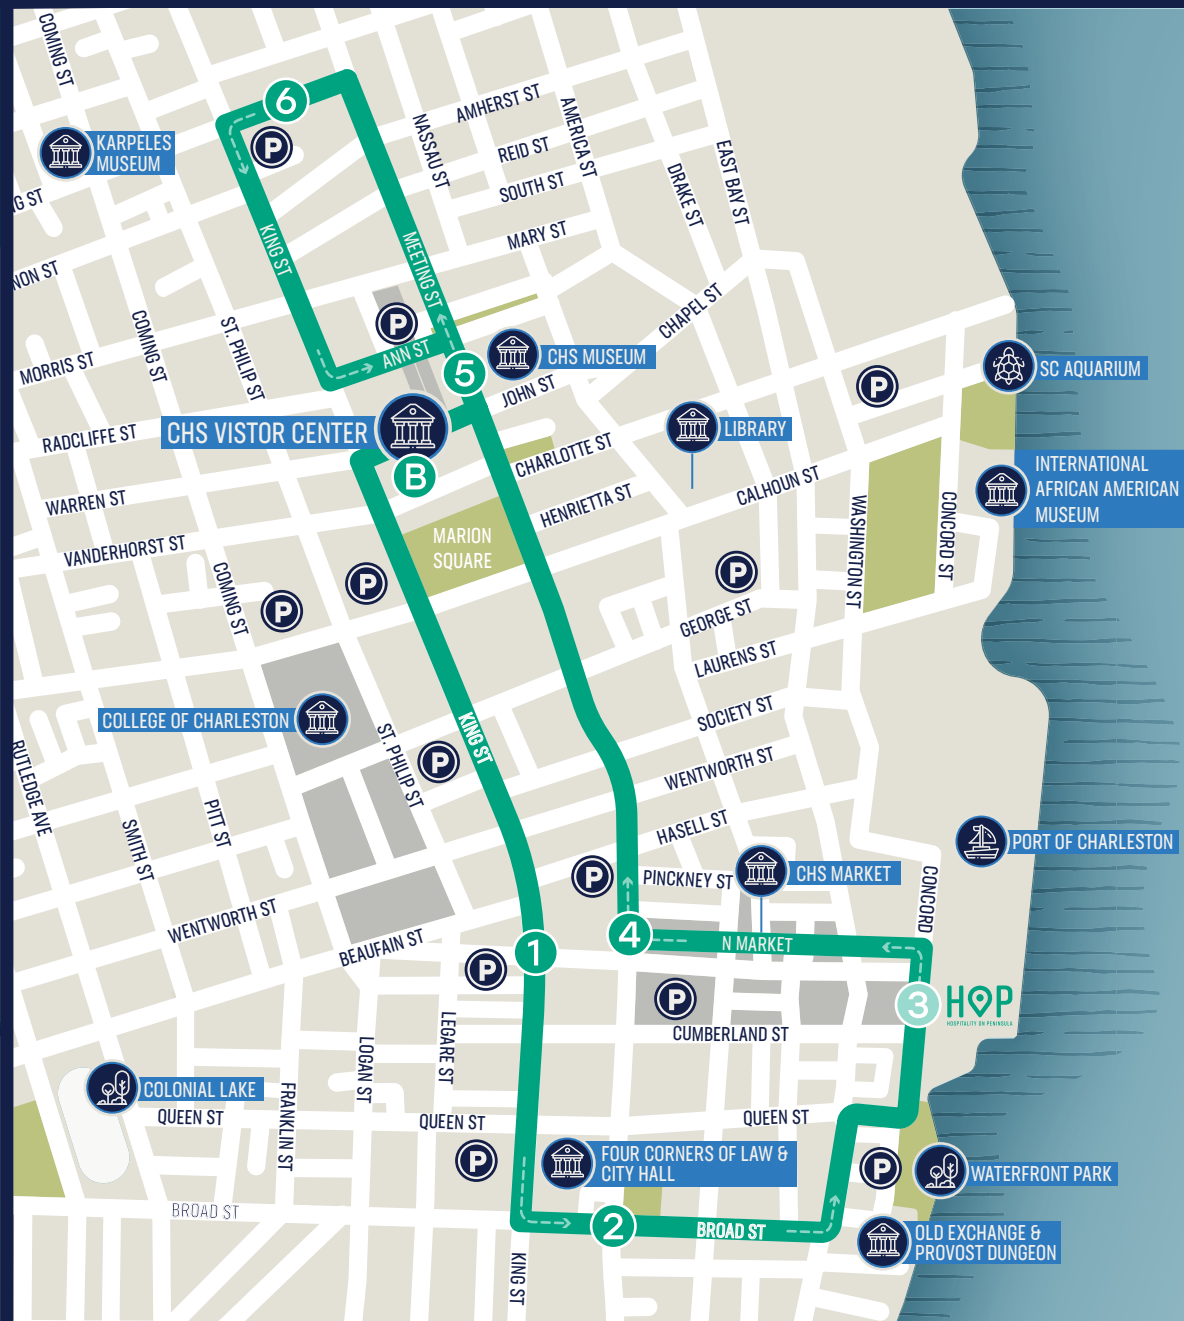 COMING ST
6
P
KARPELES
MUSEUM
AMHERST ST
NASSAU ST
AMERICA ST
REID ST
SOUTH ST
DRAKE ST
EAST BAY ST
G ST
MARY ST
KING ST
MEETING ST
NON ST
CHAPEL ST
COMING ST
ST. PHILIP ST
P
ANN ST
5
CHS MUSEUM
MORRIS ST
JOHN ST
P
SC AQUARIUM
RADCLIFFE ST
CHS VISTOR CENTER
B
LIBRARY
CHARLOTTE ST
INTERNATIONAL
AFRICAN AMERICAN
MUSEUM
WARREN ST
HENRIETTA ST
CALHOUN ST
WASHINGTON ST
CONCORD ST
VANDERHORST ST
MARION
SQUARE
COMING ST
P
P
P
GEORGE ST
LAURENS ST
COLLEGE OF CHARLESTON
KING ST
SOCIETY ST
RUTLEDGE AVE
ST. PHILIP ST
P
WENTWORTH ST
PITT ST
SMITH ST
HASELL ST
PORT OF CHARLESTON
P
PINCKNEY ST
CHS MARKET
CONCORD
WENTWORTH ST
BEAUFAIN ST
1
4
N MARKET
P
P
3
HOP
HOSPITALITY ON PENINSULA
CUMBERLAND ST
LEGARE ST
LOGAN ST
COLONIAL LAKE
FRANKLIN ST
QUEEN ST
QUEEN ST
QUEEN ST
P
FOUR CORNERS OF LAW &
CITY HALL
P
WATERFRONT PARK
BROAD ST
2
BROAD ST
OLD EXCHANGE &
PROVOST DUNGEON
KING ST